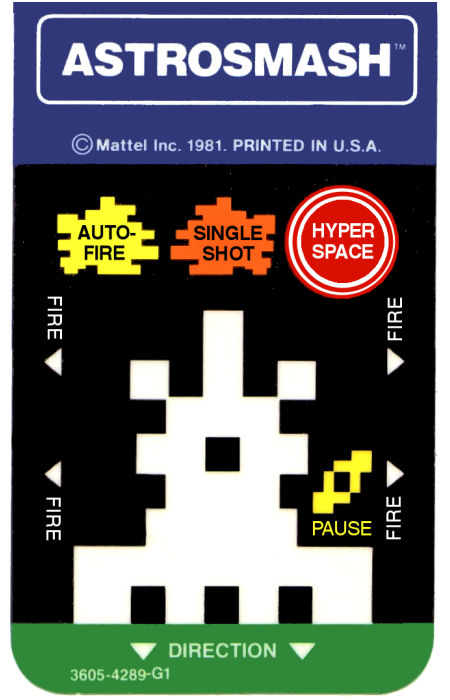 ASTROSMASH™
©Mattel Inc. 1981. PRINTED IN U.S.A.
AUTO-
FIRE
SINGLE
SHOT
HYPER
SPACE
FIRE
FIRE
FIRE
FIRE
PAUSE
DIRECTION
3605-4289-G1